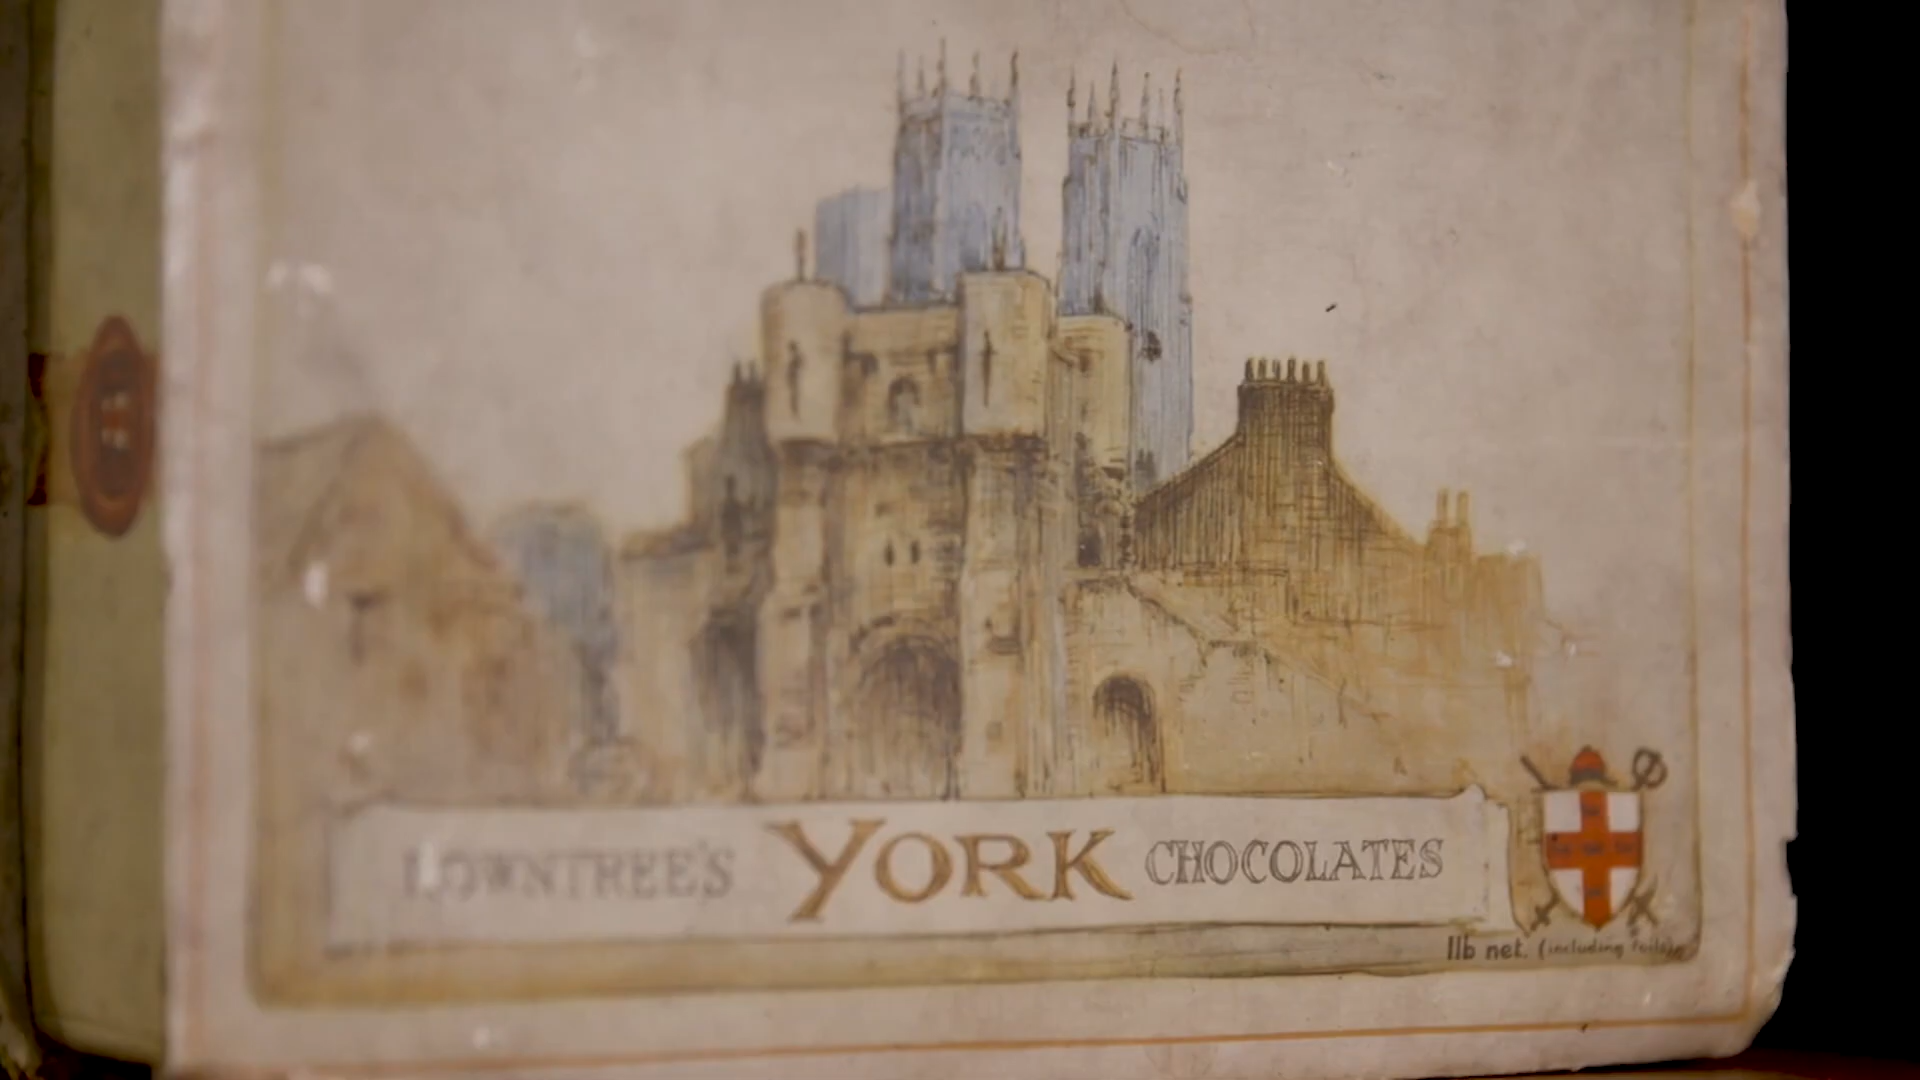 ROWNTREE'S YORK CHOCOLATES
1lb net. (including foils)